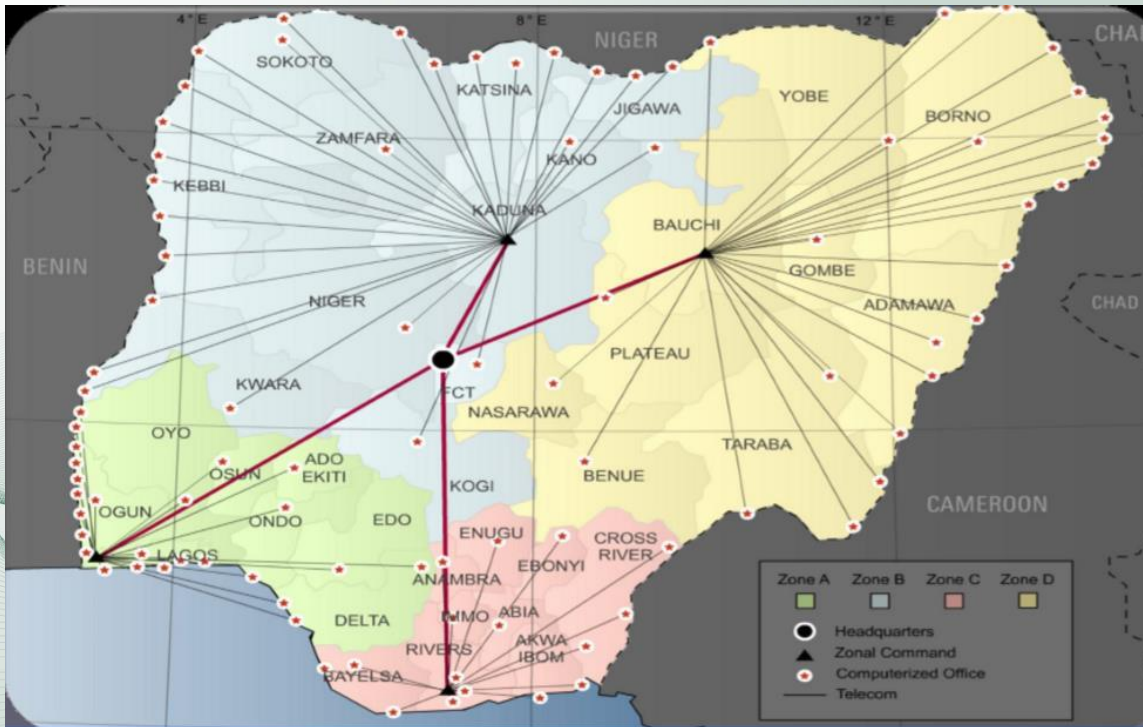 4°E
8°E
12°E
NIGER
CHAD
SOKOTO
KATSINA
JIGAWA
YOBE
BORNO
ZAMFARA
KANO
KEBBI
KADUNA
BAUCHI
BENIN
GOMBE
CHAD
NIGER
ADAMAWA
PLATEAU
KWARA
FCT
NASARAWA
OYO
TARABA
OSUN
ADO
EKITI
BENUE
KOGI
CAMEROON
OGUN
ONDO
EDO
ENUGU
CROSS
RIVER
LAGOS
EBONYI
ANAMBRA
DELTA
IMMO
ABIA
RIVERS
AKWA
IBOM
BAYELSA
Zone A Zone B Zone C Zone D
Headquarters
Zonal Command
Computerized Office
Telecom